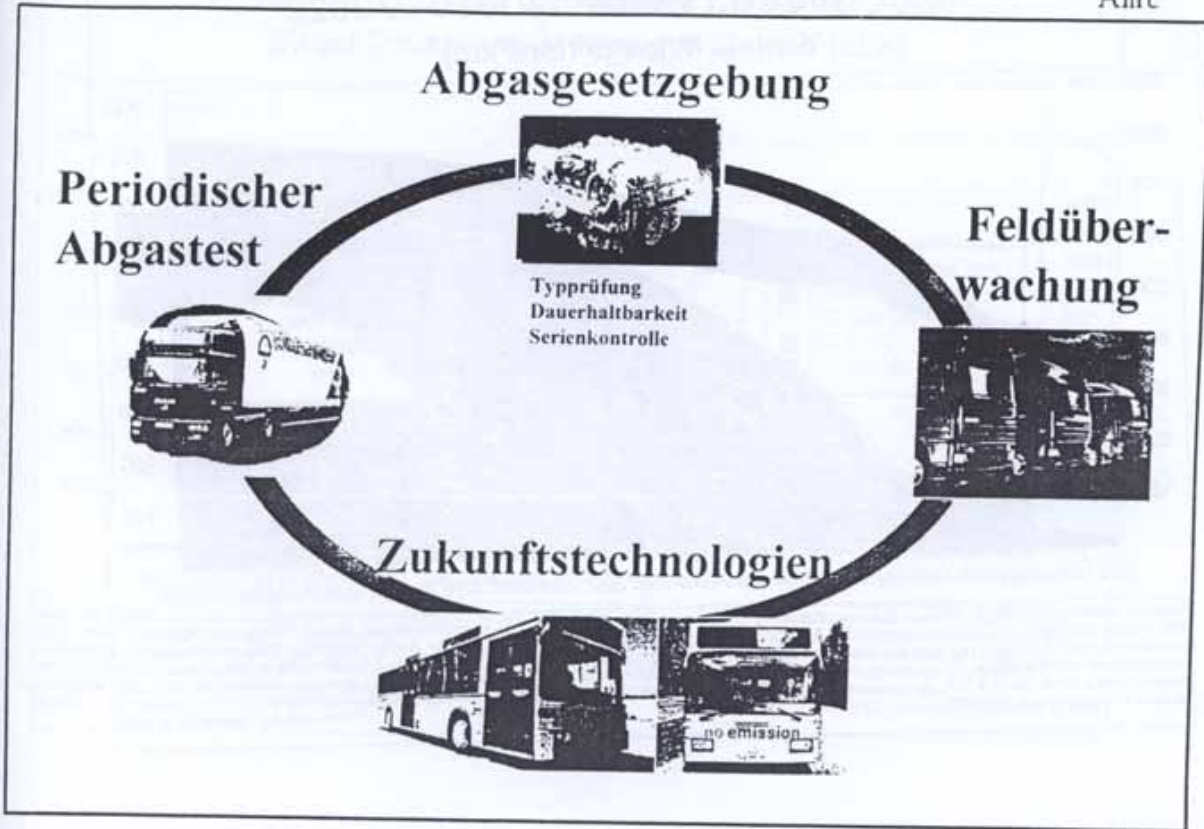 Abgasgesetzgebung
Periodischer
Abgastest
Typprüfung
Dauerhaltbarkeit
Serienkontrolle
Feldüber-
wachung
Zukunftstechnologien
no emission